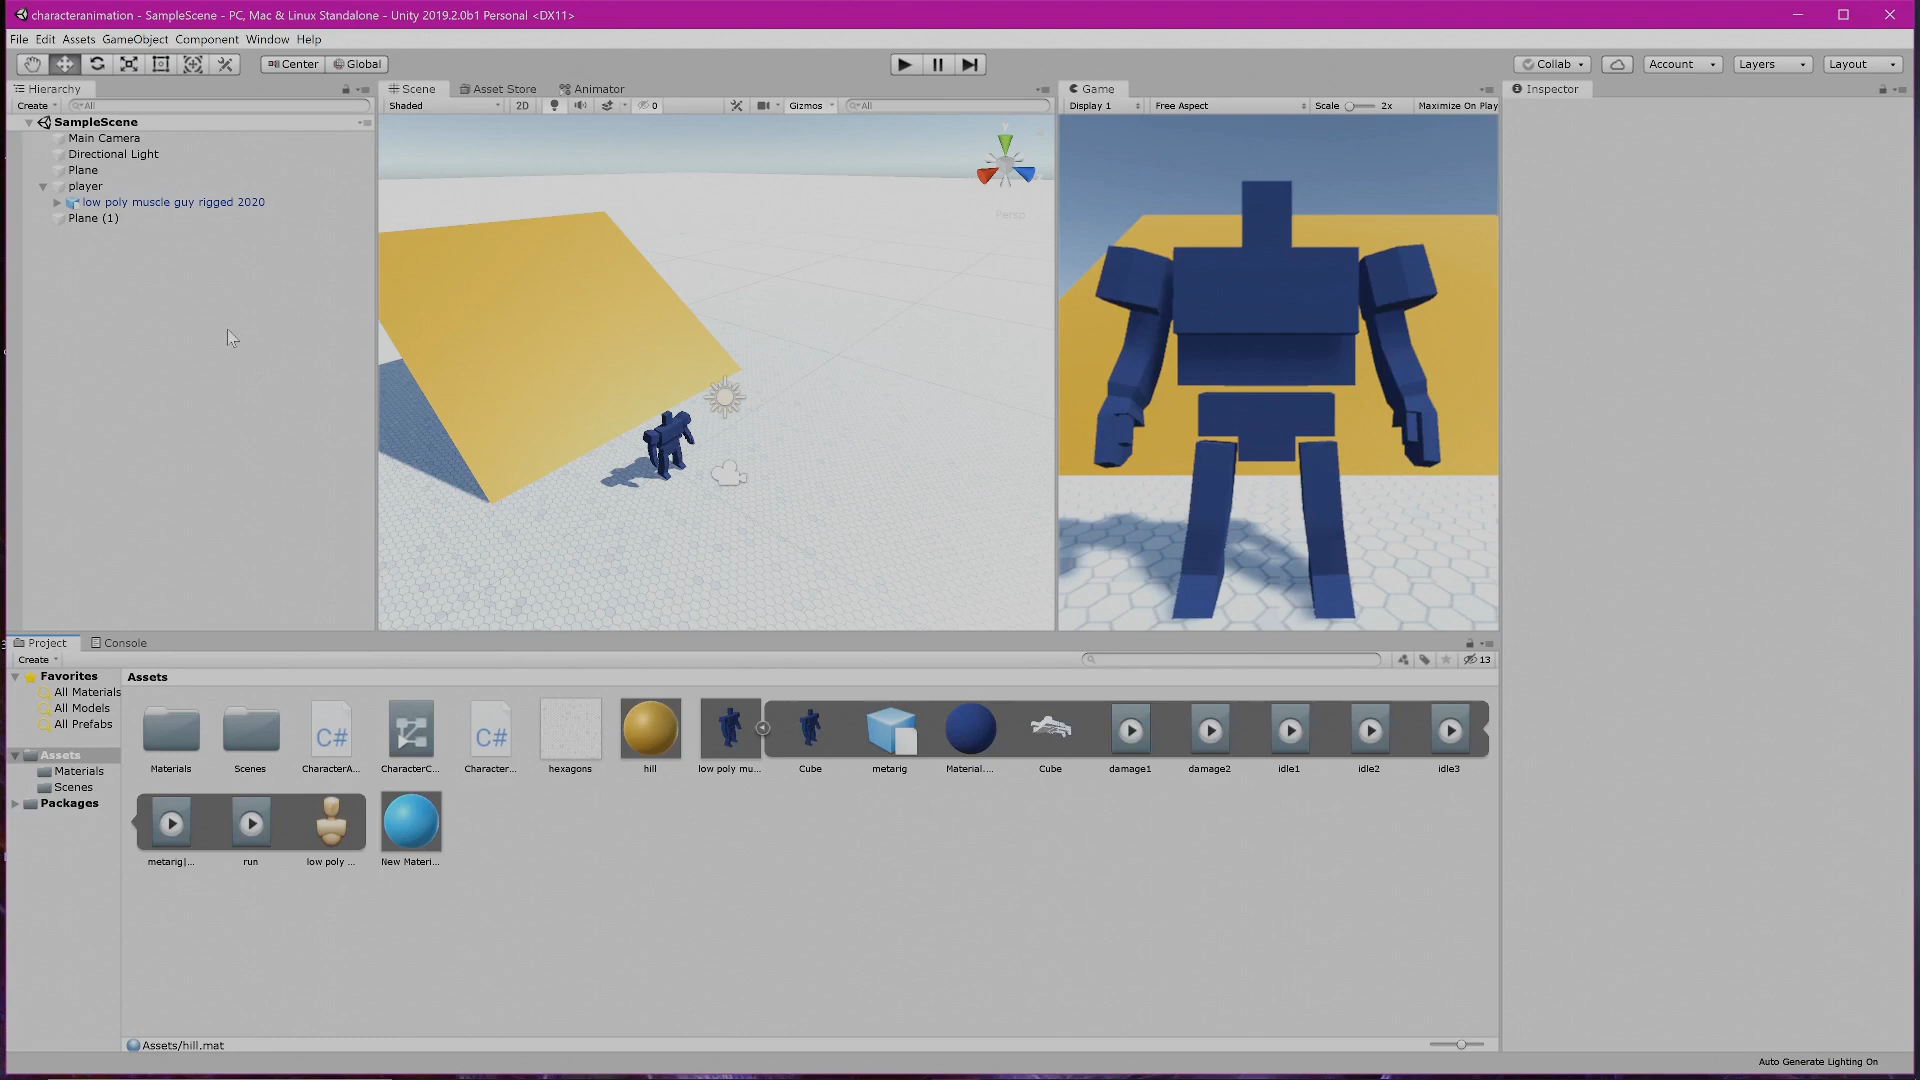 characteranimation - SampleScene - PC, Mac & Linux Standalone - Unity 2019.2.0b1 Personal <DX11>
File Edit Assets GameObject Component Window Help
Center Global Collab Account Layers Layout
Hierarchy
Create All
SampleScene
Main Camera
Directional Light
Plane
player
low poly muscle guy rigged 2020
Plane (1)
Scene Asset Store Animator
Shaded 2D 0 Gizmos All
y
Persp
Game
Display 1 Free Aspect Scale 2x Maximize On Play
Inspector
Project Console
Create 13
Favorites
All Materials
All Models
All Prefabs
Assets
Materials
Scenes
Packages
Assets
C# C#
Materials Scenes CharacterA... CharacterC... Character... hexagons hill low poly mu... Cube metarig Material.... Cube damage1 damage2 idle1 idle2 idle3
metarig|... run low poly ... New Materi...
Assets/hill.mat
Auto Generate Lighting On